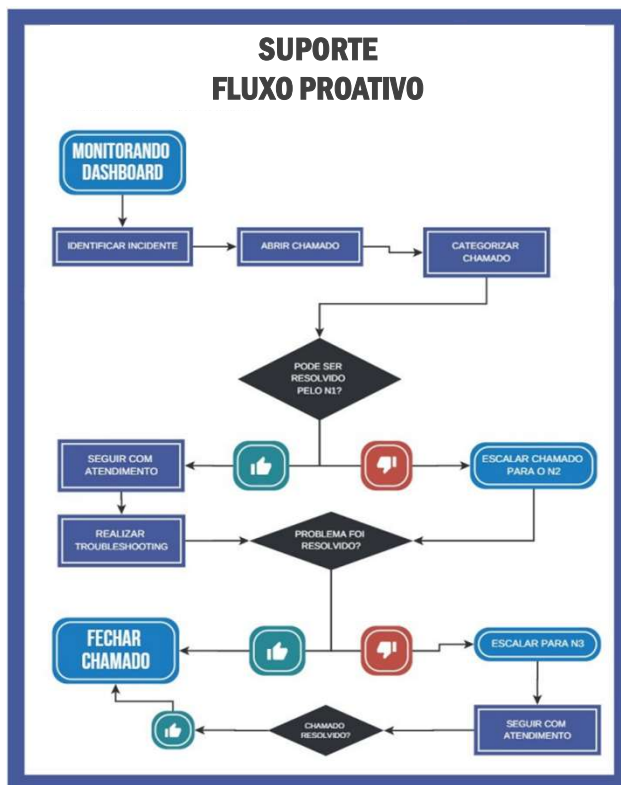 SUPORTE
FLUXO PROATIVO
MONITORANDO
DASHBOARD
IDENTIFICAR INCIDENTE
ABRIR CHAMADO
CATEGORIZAR
CHAMADO
PODE SER
RESOLVIDO
PELO N1?
SEGUIR COM
ATENDIMENTO
ESCALAR CHAMADO
PARA O N2
REALIZAR
TROUBLESHOOTING
PROBLEMA FOI
RESOLVIDO?
FECHAR
CHAMADO
ESCALAR PARA N3
CHAMADO
RESOLVIDO?
SEGUIR COM
ATENDIMENTO